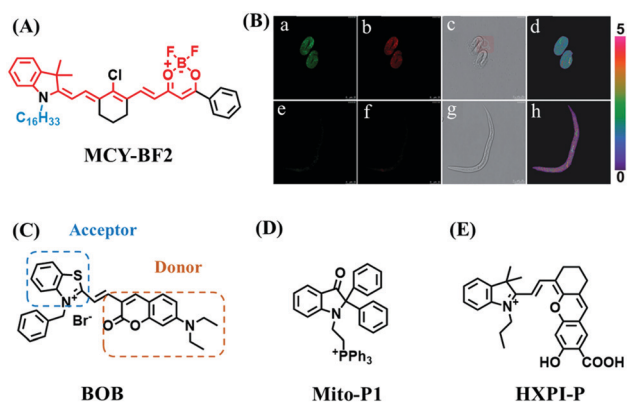 (A)
F F
B
+ -
O O
Cl
N
C₁₆H₃₃
MCY-BF2
(B)
a b c d
e f g h
5
0
(C)
Acceptor
Donor
S
N+
Br-
O O N
BOB
(D)
O
N
+PPh₃
Mito-P1
(E)
N+
O
HO COOH
HXPI-P